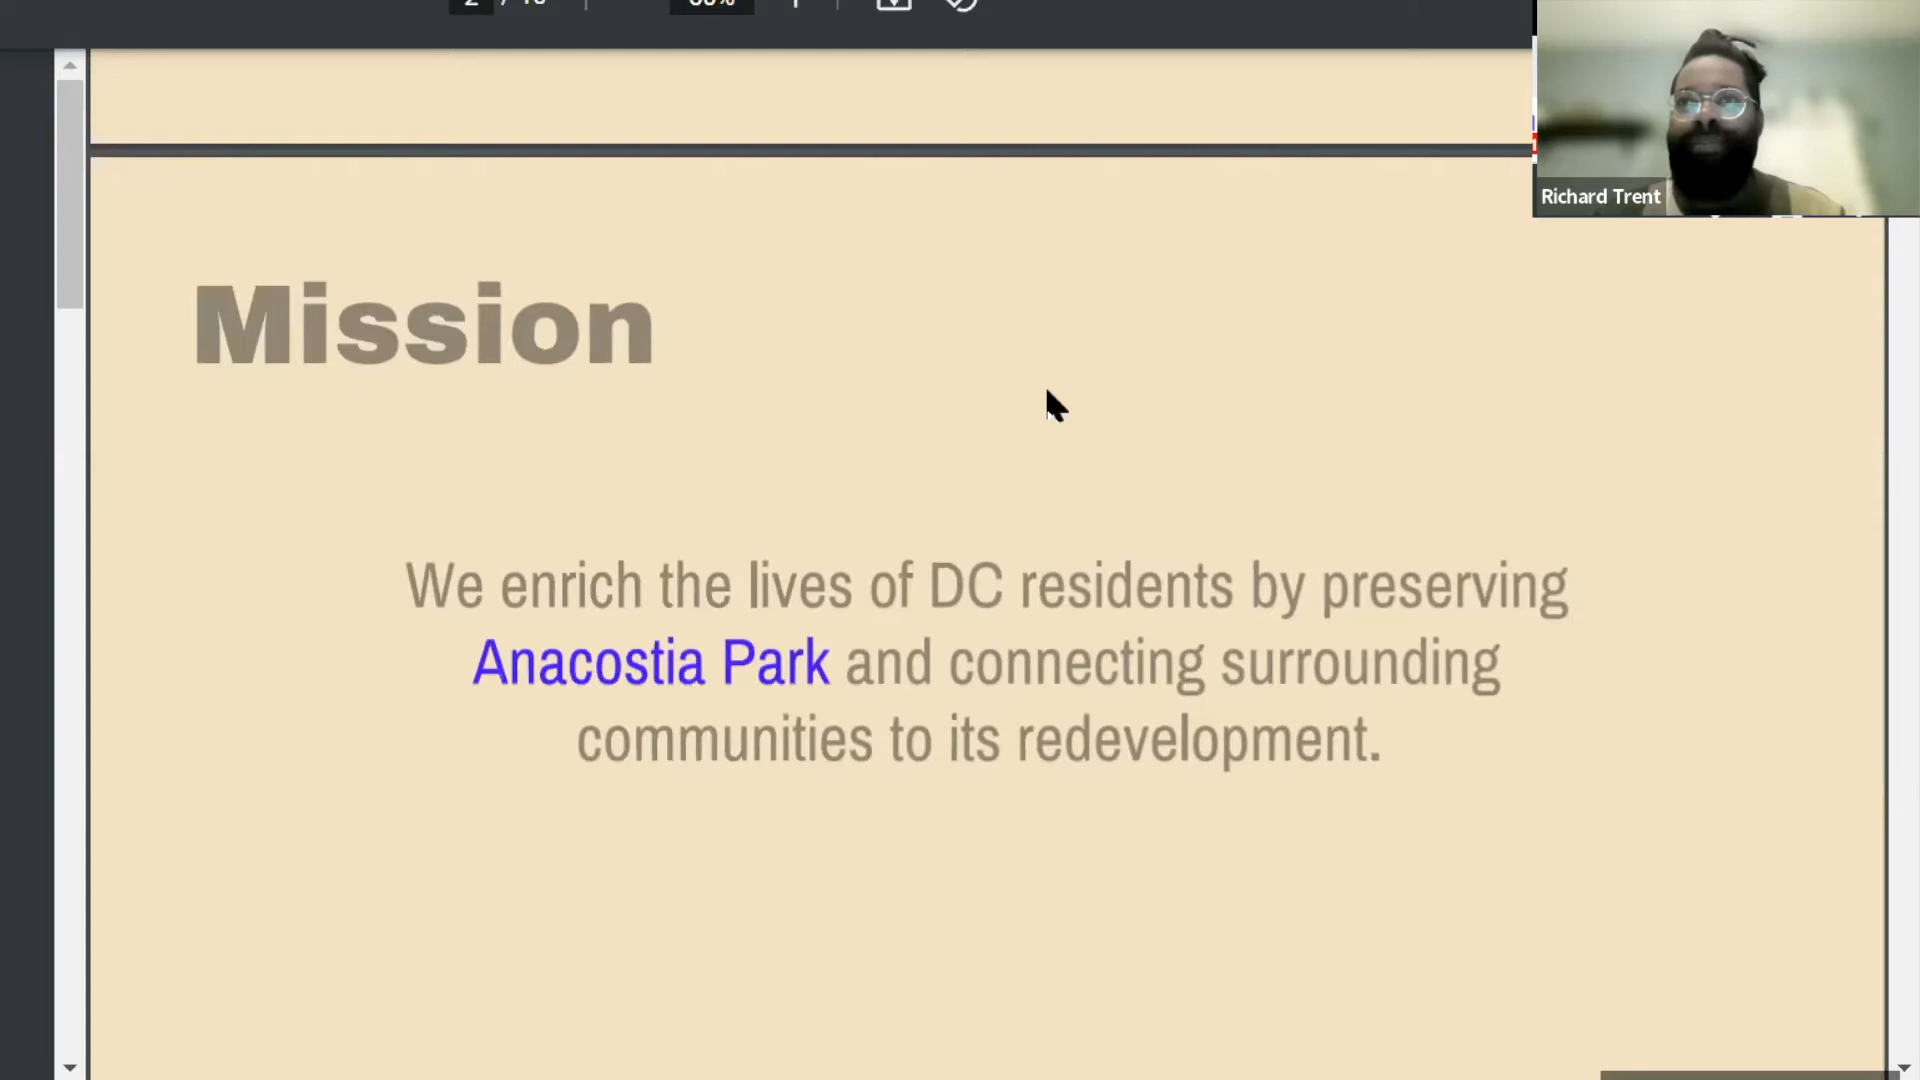 Richard Trent
Mission
We enrich the lives of DC residents by preserving
Anacostia Park and connecting surrounding
communities to its redevelopment.